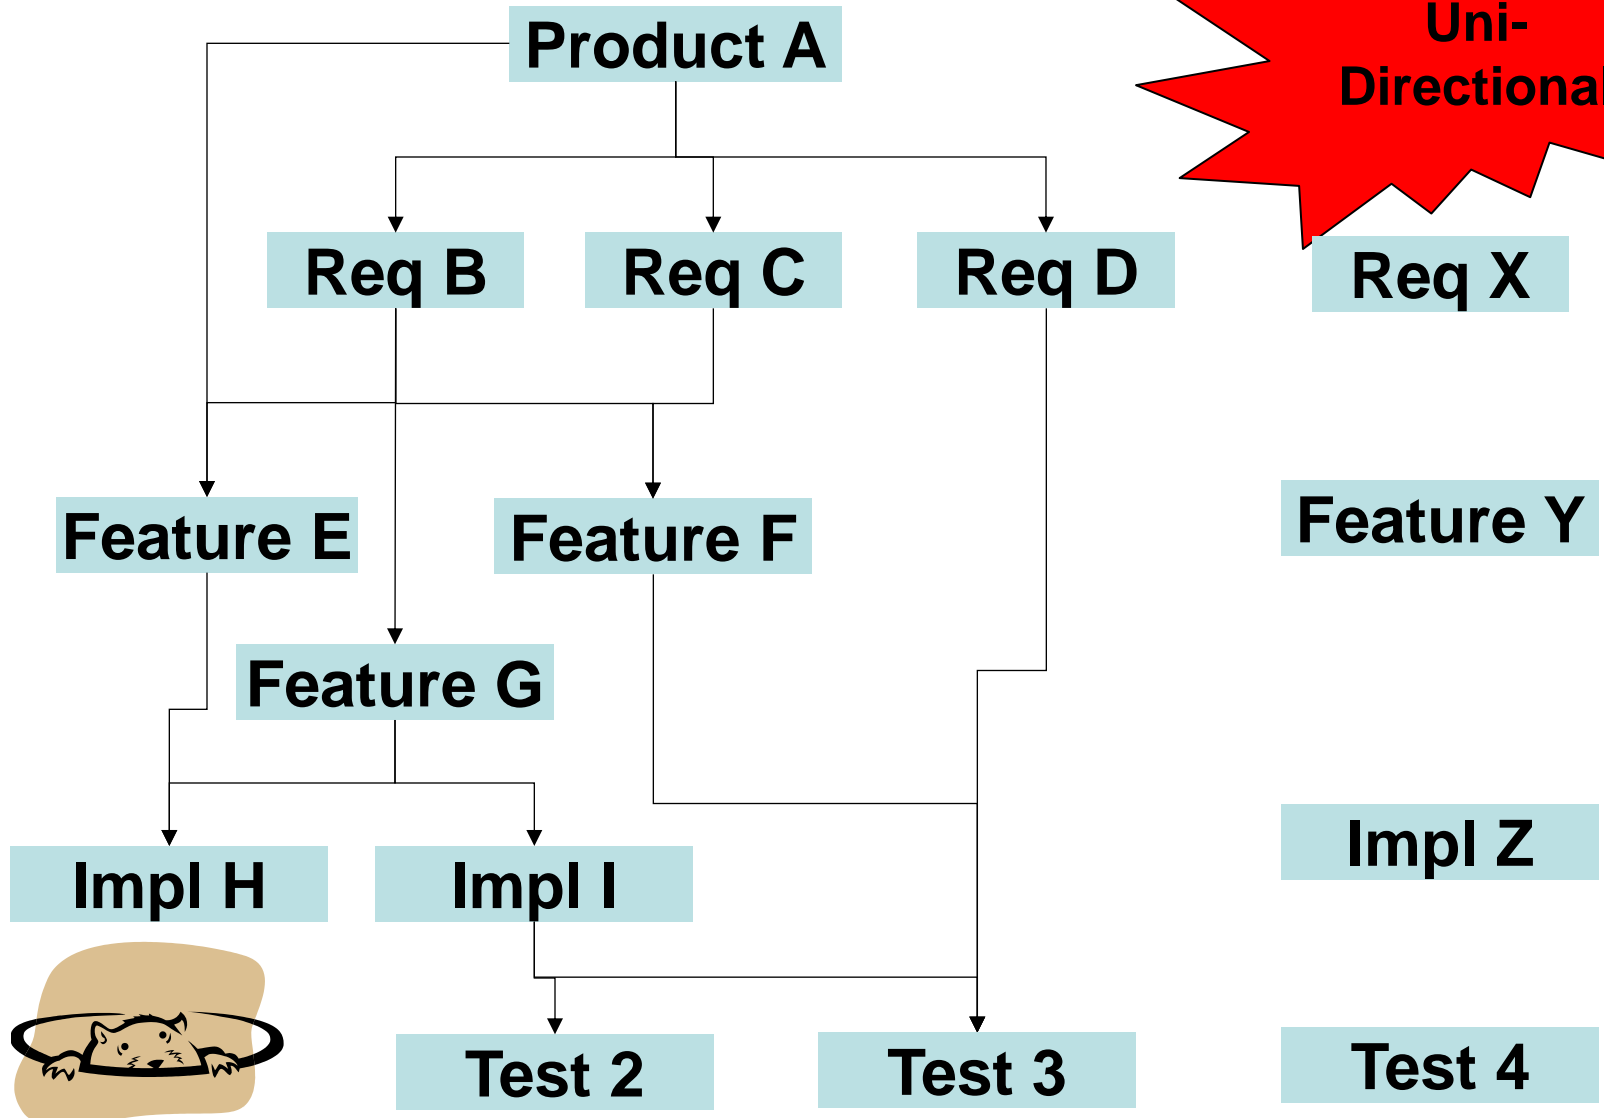 Uni-
Directional
Product A
Req B
Req C
Req D
Req X
Feature E
Feature F
Feature Y
Feature G
Impl H
Impl I
Impl Z
Test 2
Test 3
Test 4